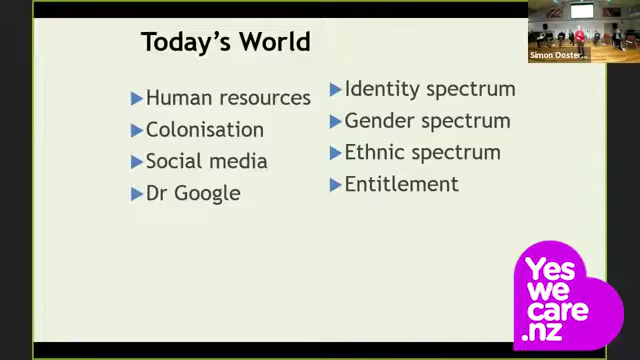 Today's World
Human resources
Colonisation
Social media
Dr Google
Identity spectrum
Gender spectrum
Ethnic spectrum
Entitlement
Simon Ooster...
Yes
we
care
.nz